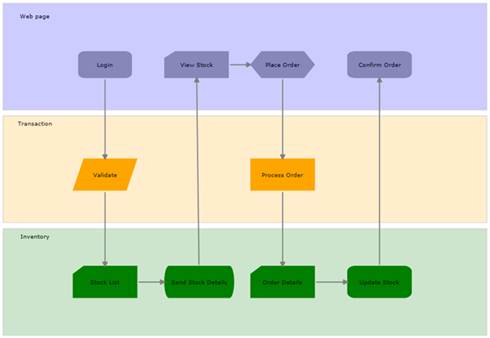 Web page
Login
View Stock
Place Order
Confirm Order
Transaction
Validate
Process Order
Inventory
Stock List
Send Stock Details
Order Details
Update Stock